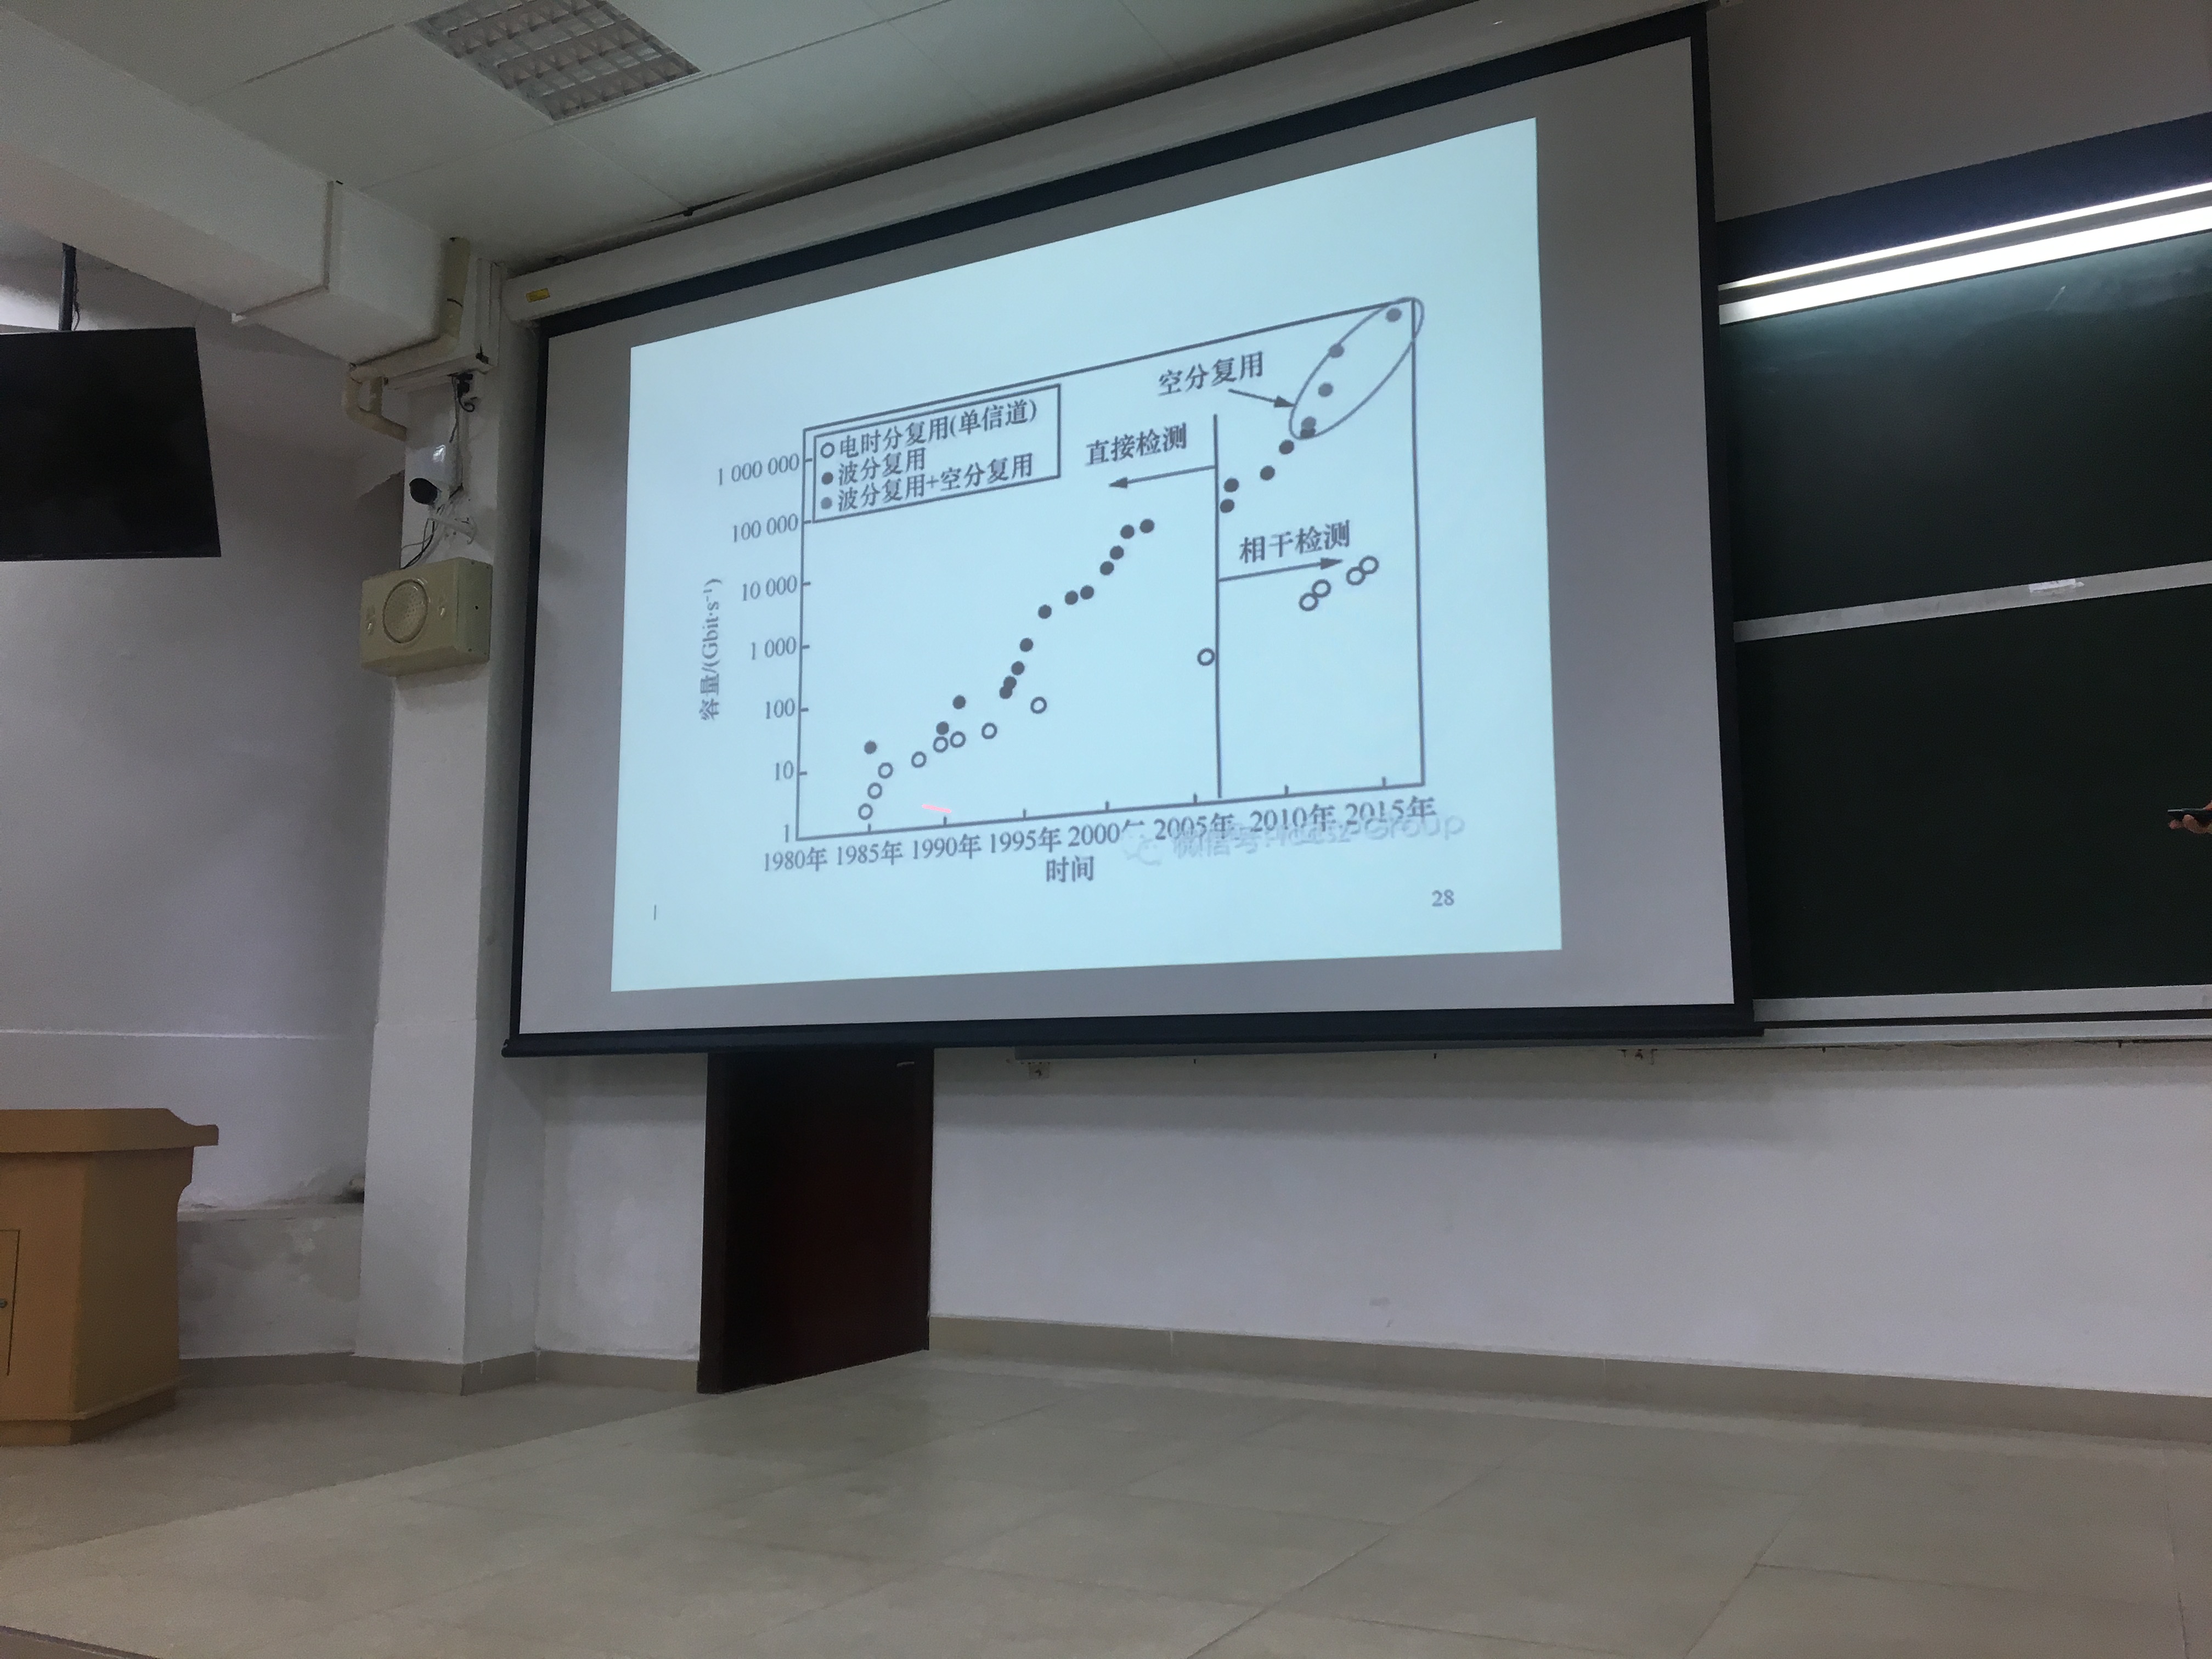 空分复用
电时分复用(单信道)
波分复用
波分复用+空分复用
直接检测
相干检测
1 000 000
100 000
10 000
1 000
100
10
1
容量/(Gbit·s⁻¹)
1980年 1985年 1990年 1995年 2000年 2005年 2010年 2015年
时间
微信号:
28